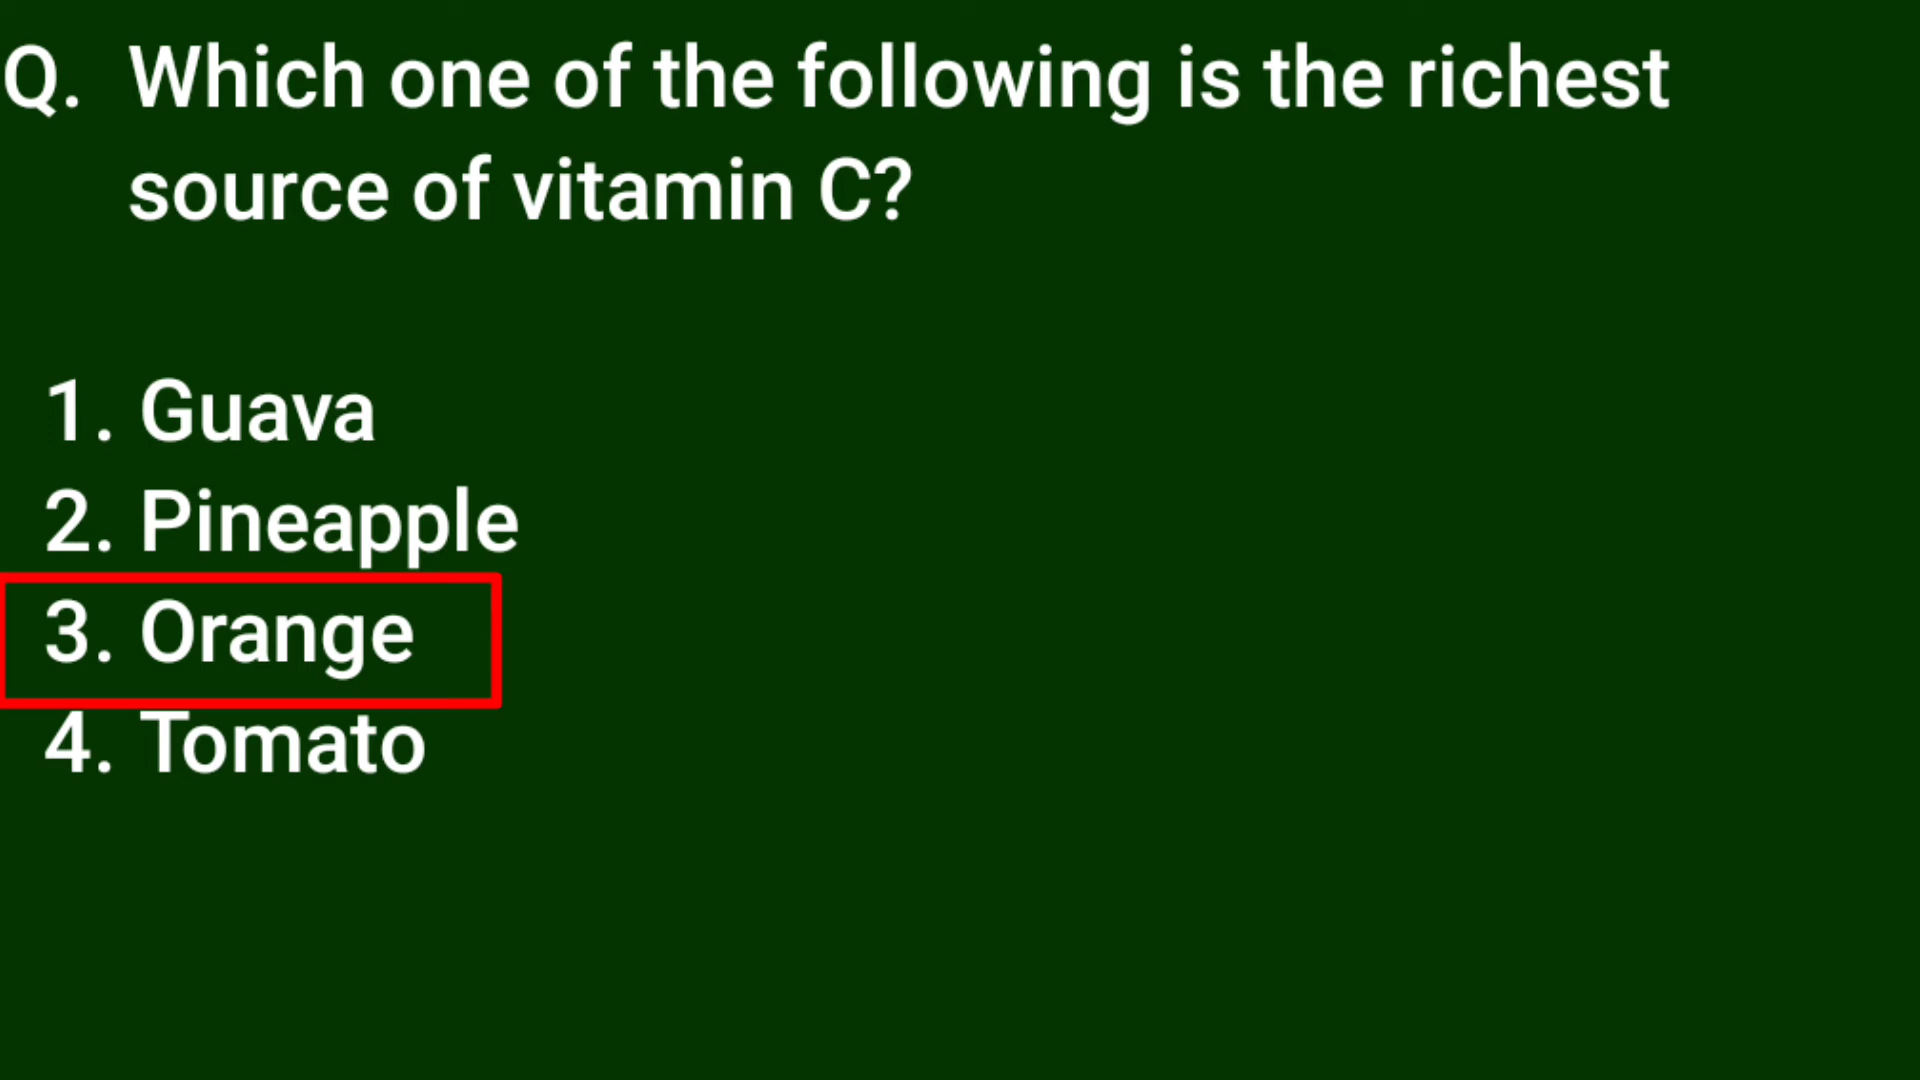 Q. Which one of the following is the richest
source of vitamin C?
1. Guava
2. Pineapple
3. Orange
4. Tomato